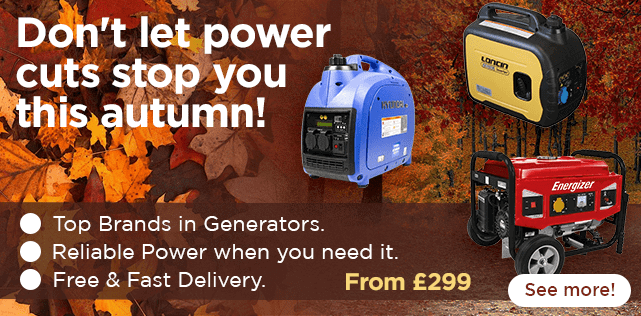 Don't let power
cuts stop you
this autumn!
LONCIN
HYUNDAI
Energizer
Top Brands in Generators.
Reliable Power when you need it.
Free & Fast Delivery.
From £299
See more!